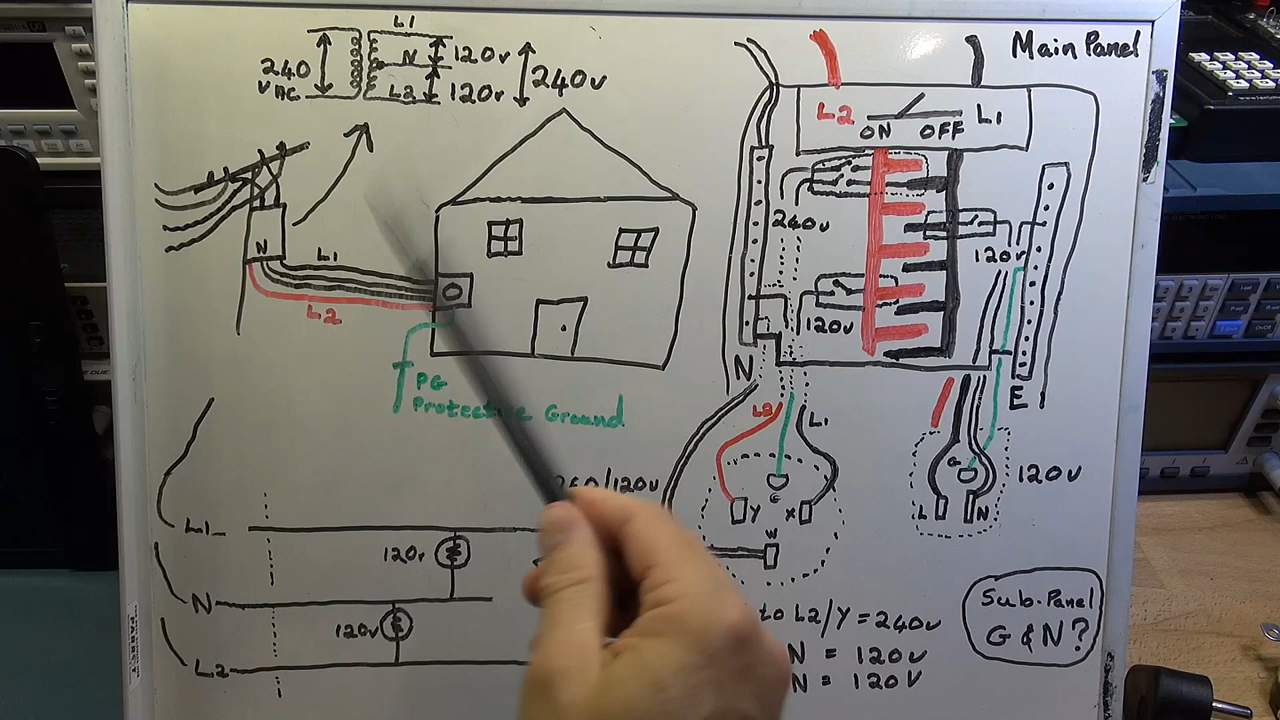 L1
240
VAC
N
120v
L2
120v
240v
Main Panel
L2
ON
OFF
L1
240v
120v
120v
N
L1
L2
PG
Protective Ground
N
E
L2
L1
G
Y
X
W
G
L
N
120v
/120v
L1
120v
N
120v
L2
to L2/Y = 240v
N = 120v
N = 120v
Sub-Panel
G & N?